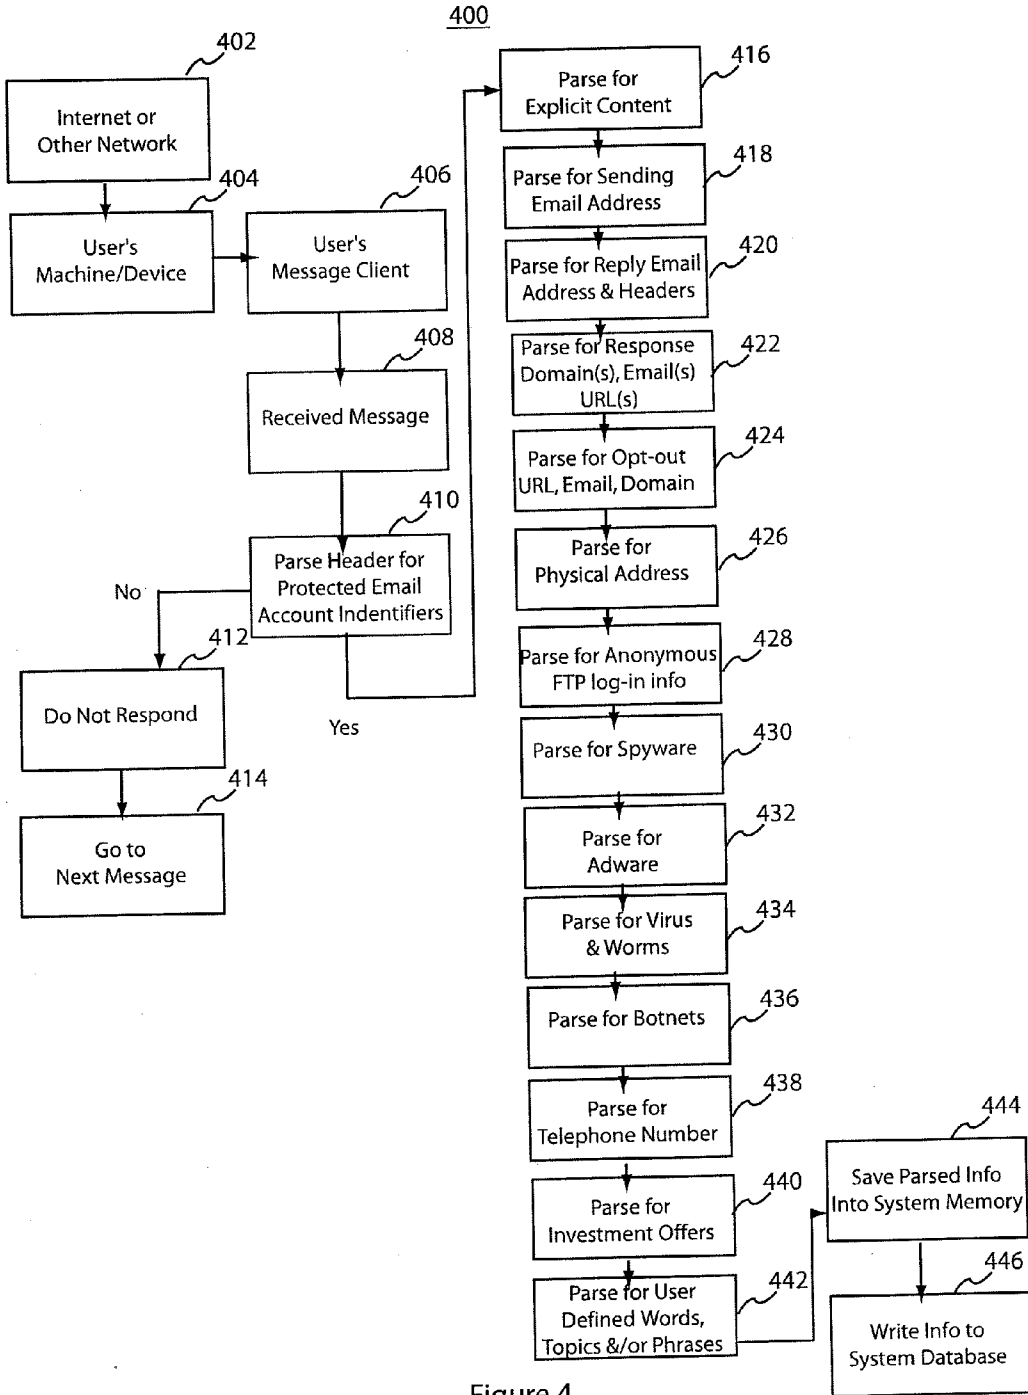 400
402
Internet or
Other Network
404
User's
Machine/Device
406
User's
Message Client
408
Received Message
410
Parse Header for
Protected Email
Account Indentifiers
No
Yes
412
Do Not Respond
414
Go to
Next Message
416
Parse for
Explicit Content
418
Parse for Sending
Email Address
420
Parse for Reply Email
Address & Headers
422
Parse for Response
Domain(s), Email(s)
URL(s)
424
Parse for Opt-out
URL, Email, Domain
426
Parse for
Physical Address
428
Parse for Anonymous
FTP log-in info
430
Parse for Spyware
432
Parse for
Adware
434
Parse for Virus
& Worms
436
Parse for Botnets
438
Parse for
Telephone Number
440
Parse for
Investment Offers
442
Parse for User
Defined Words,
Topics &/or Phrases
444
Save Parsed Info
Into System Memory
446
Write Info to
System Database
Figure 4